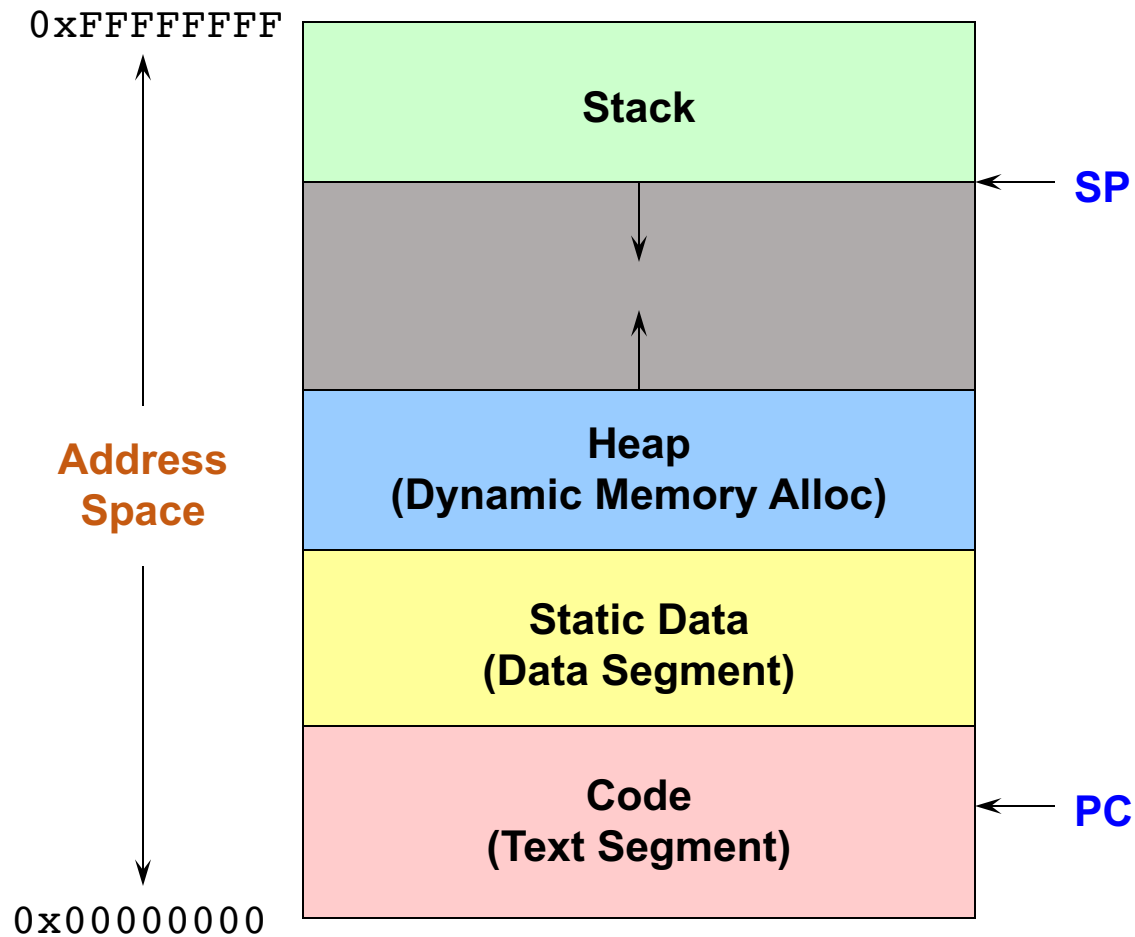 0xFFFFFFFF
Stack
SP
Heap
(Dynamic Memory Alloc)
Address
Space
Static Data
(Data Segment)
Code
(Text Segment)
PC
0x00000000